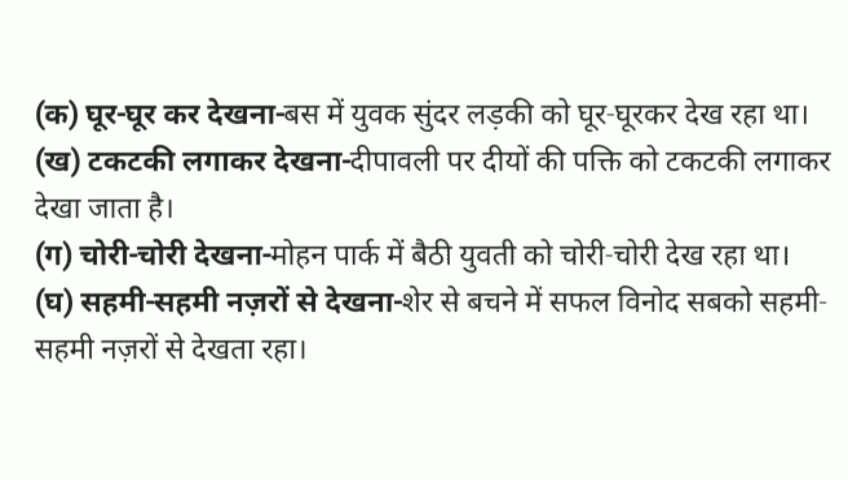 (क) घूर-घूर कर देखना-बस में युवक सुंदर लड़की को घूर-घूरकर देख रहा था।
(ख) टकटकी लगाकर देखना-दीपावली पर दीयों की पक्ति को टकटकी लगाकर
देखा जाता है।
(ग) चोरी-चोरी देखना-मोहन पार्क में बैठी युवती को चोरी-चोरी देख रहा था।
(घ) सहमी-सहमी नज़रों से देखना-शेर से बचने में सफल विनोद सबको सहमी-
सहमी नज़रों से देखता रहा।